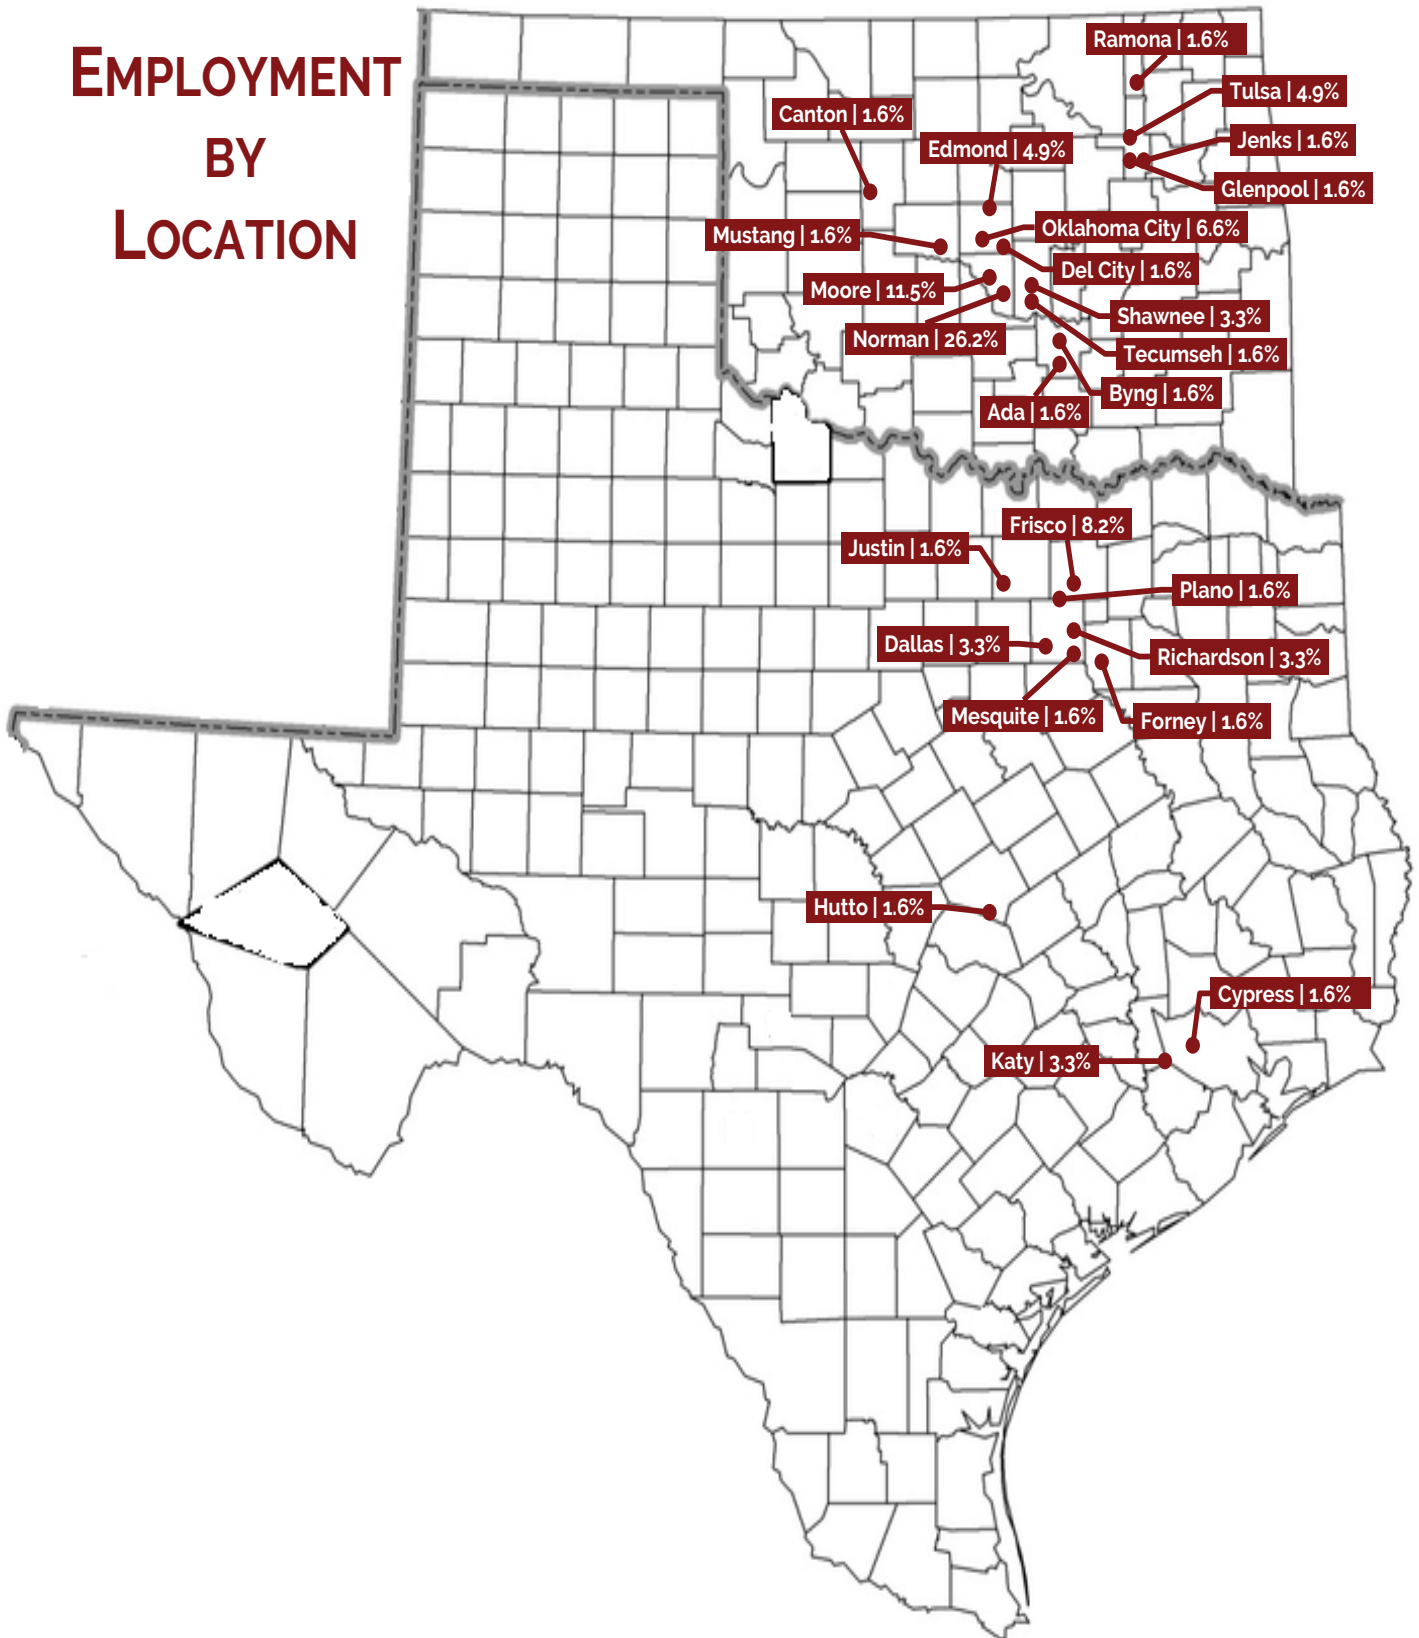 EMPLOYMENT
BY
LOCATION
Ramona | 1.6%
Tulsa | 4.9%
Canton | 1.6%
Jenks | 1.6%
Edmond | 4.9%
Glenpool | 1.6%
Oklahoma City | 6.6%
Mustang | 1.6%
Del City | 1.6%
Moore | 11.5%
Shawnee | 3.3%
Norman | 26.2%
Tecumseh | 1.6%
Byng | 1.6%
Ada | 1.6%
Frisco | 8.2%
Justin | 1.6%
Plano | 1.6%
Dallas | 3.3%
Richardson | 3.3%
Mesquite | 1.6%
Forney | 1.6%
Hutto | 1.6%
Cypress | 1.6%
Katy | 3.3%